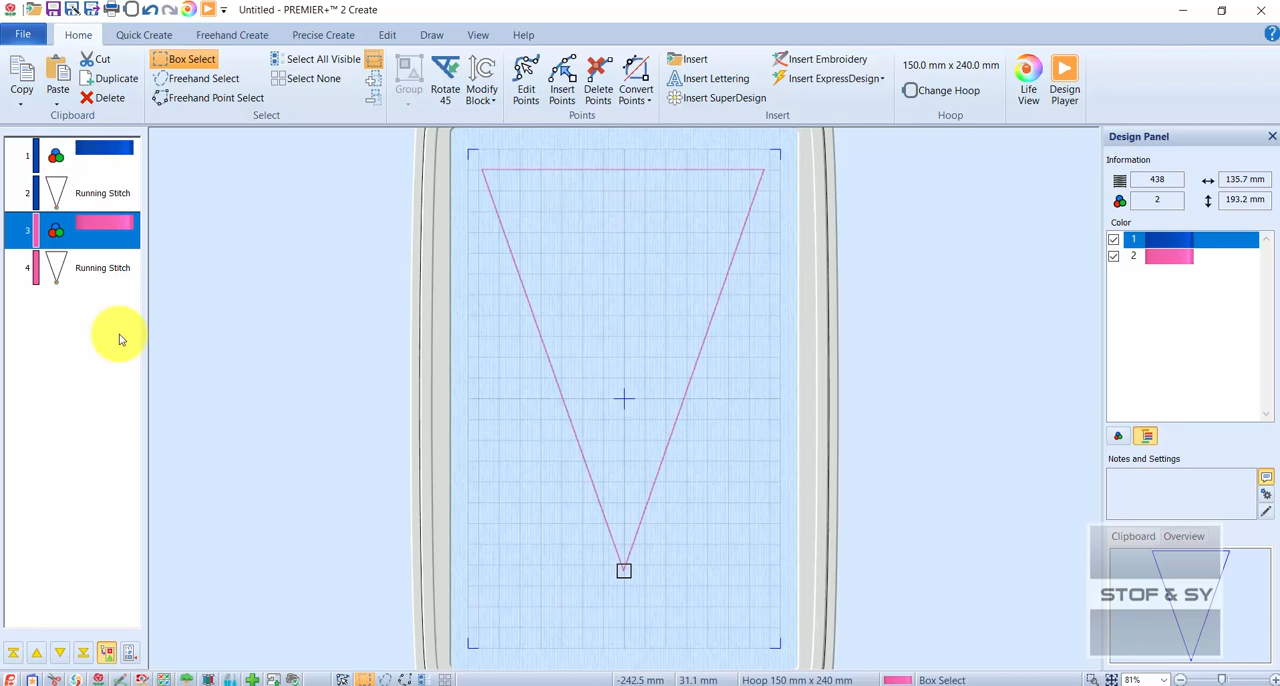 Untitled - PREMIER+™ 2 Create
File Home Quick Create Freehand Create Precise Create Edit Draw View Help
Copy
Paste
Cut
Duplicate
Delete
Clipboard
Box Select
Freehand Select
Freehand Point Select
Select All Visible
Select None
Select
Group
Rotate 45
Modify Block
Edit Points
Insert Points
Delete Points
Convert Points
Points
Insert
Insert Lettering
Insert SuperDesign
Insert Embroidery
Insert ExpressDesign
Insert
150.0 mm x 240.0 mm
Change Hoop
Hoop
Life View
Design Player
1
2 Running Stitch
3
4 Running Stitch
Design Panel
Information
438 135.7 mm
2 193.2 mm
Color
1
2
Notes and Settings
Clipboard Overview
STOF & SY
-242.5 mm 31.1 mm Hoop 150 mm x 240 mm Box Select 81%